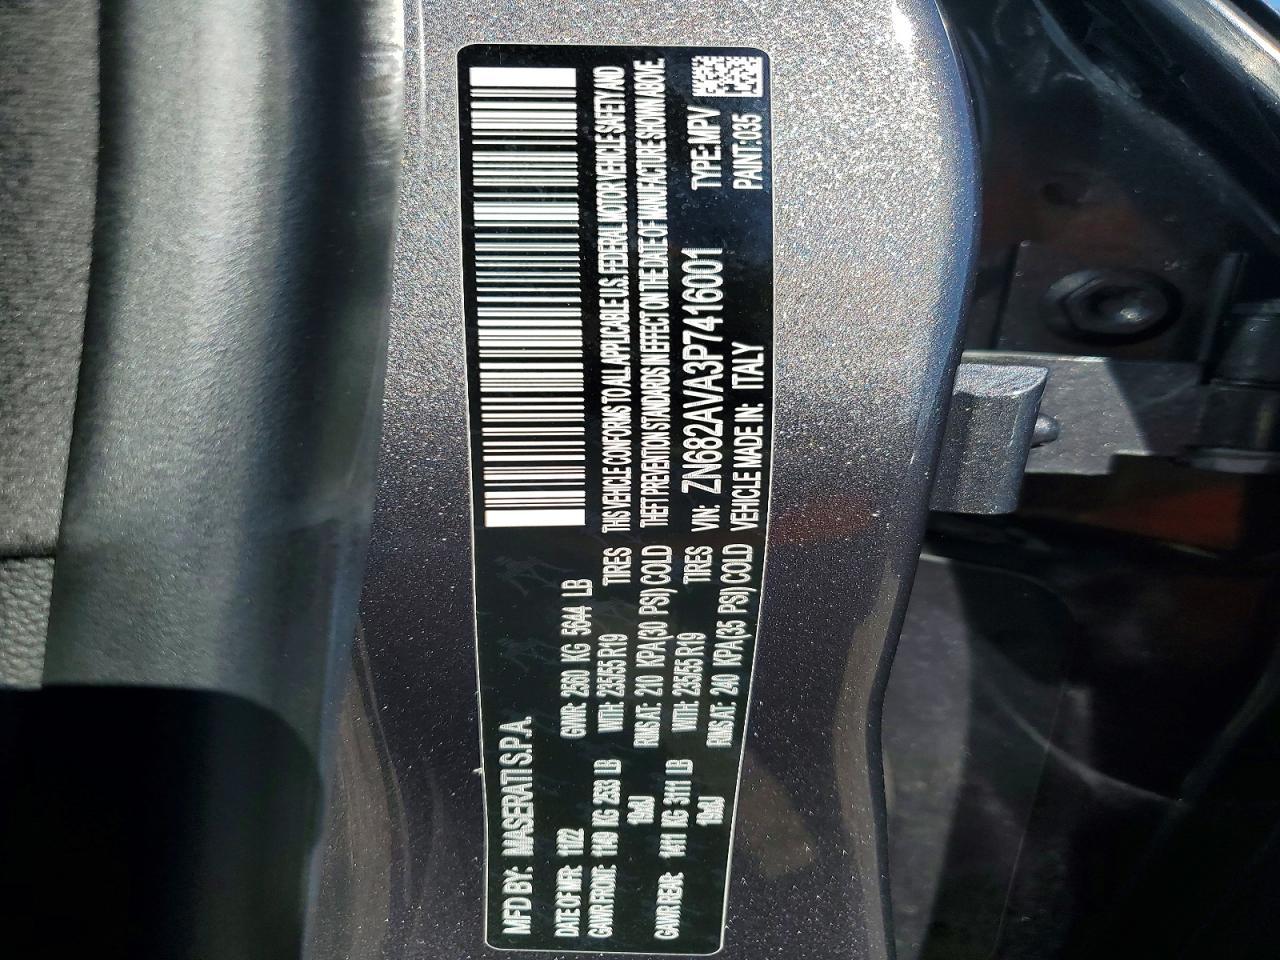 MFD BY: MASERATI S.P.A.
DATE OF MFR: 11/22 GVWR: 2560 KG 5644 LB
GAWR FRONT: 1149 KG 2533 LB WITH: 235/55 R19 TIRES
19x8J RIMS AT: 210 KPA(30 PSI) COLD
GAWR REAR: 1411 KG 3111 LB WITH: 235/55 R19 TIRES
19x8J RIMS AT: 240 KPA(35 PSI) COLD
THIS VEHICLE CONFORMS TO ALL APPLICABLE U.S. FEDERAL MOTOR VEHICLE SAFETY AND
THEFT PREVENTION STANDARDS IN EFFECT ON THE DATE OF MANUFACTURE SHOWN ABOVE.
VIN: ZN682AVA3P7416001 TYPE: MPV
VEHICLE MADE IN: ITALY PAINT: 035